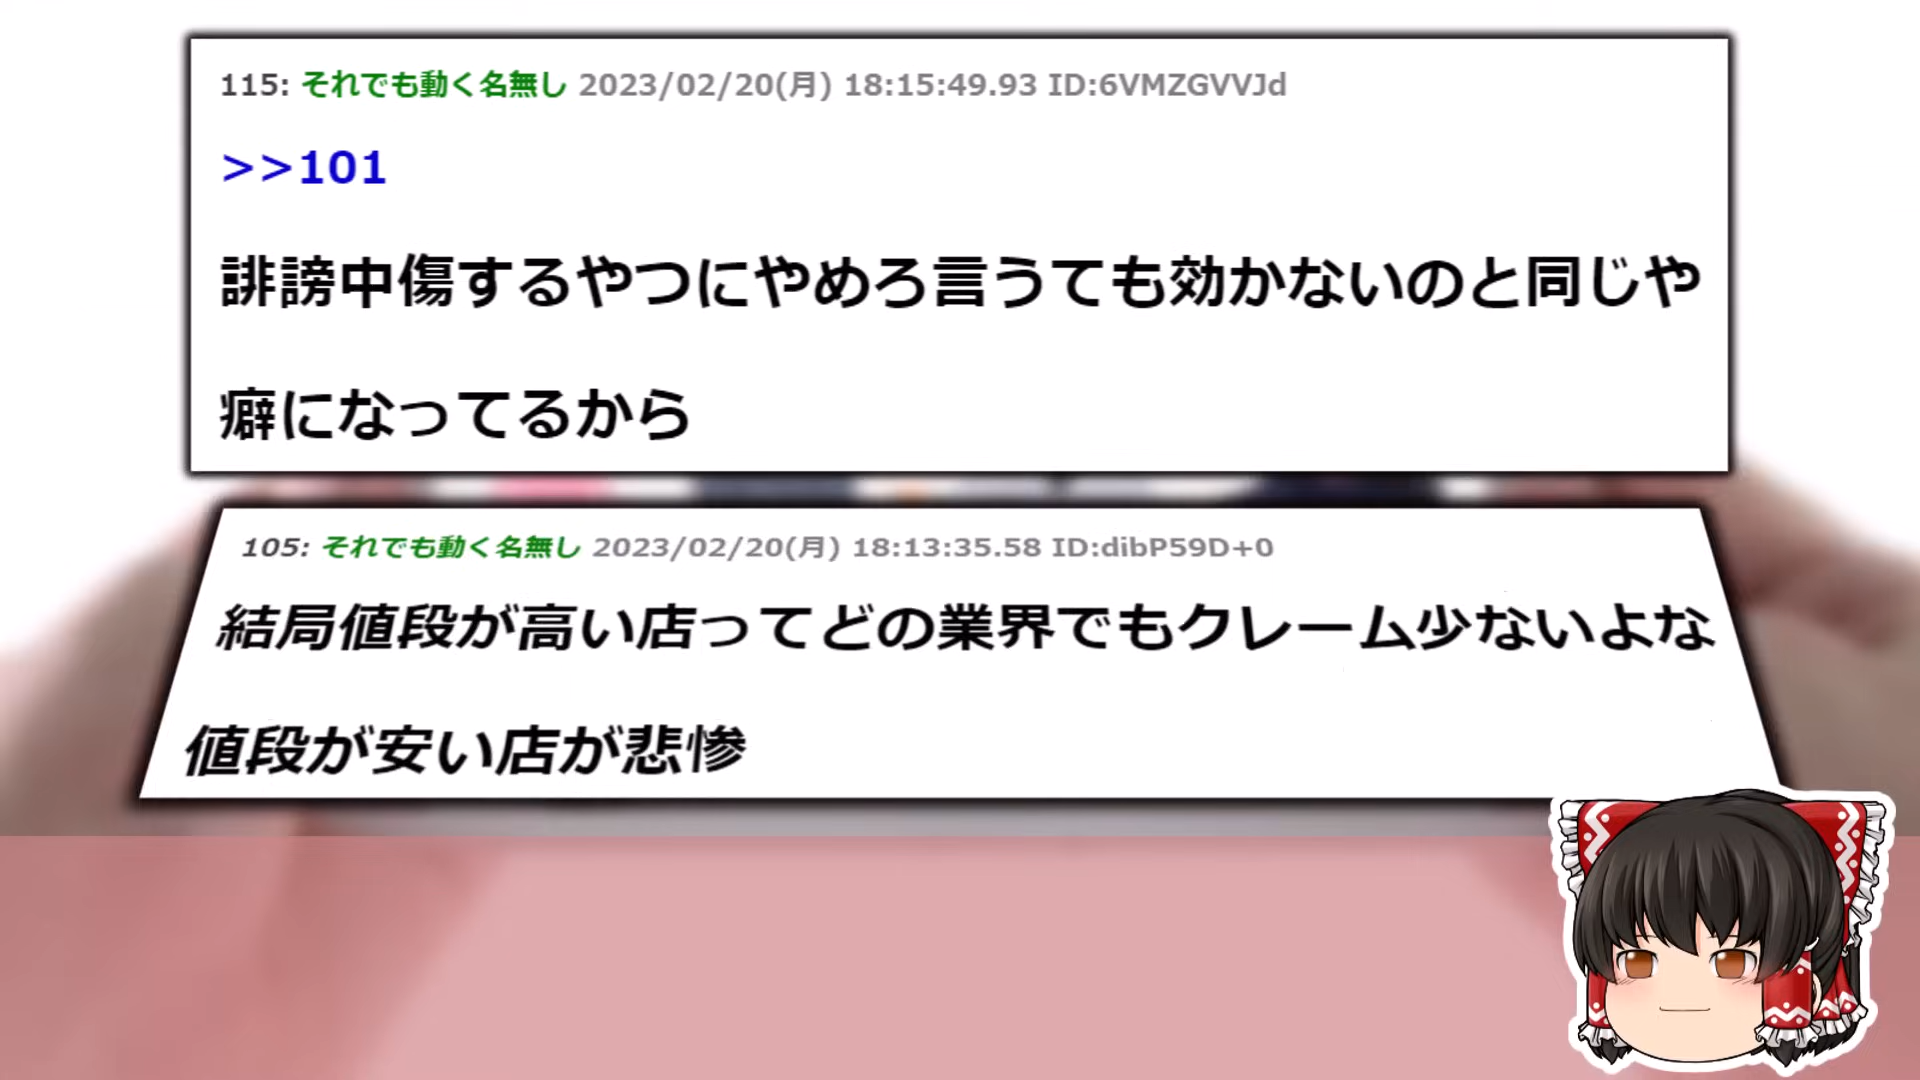 115: それでも動く名無し 2023/02/20(月) 18:15:49.93 ID:6VMZGVVJd
>>101
誹謗中傷するやつにやめろ言うても効かないのと同じや
癖になってるから
105: それでも動く名無し 2023/02/20(月) 18:13:35.58 ID:dibP59D+0
結局値段が高い店ってどの業界でもクレーム少ないよな
値段が安い店が悲惨